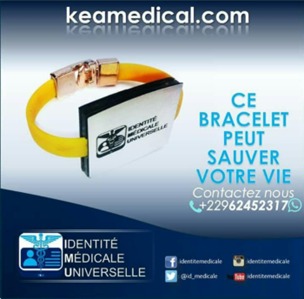 keamedical.com
IDENTITÉ
MÉDICALE
UNIVERSELLE
CE
BRACELET
PEUT
SAUVER
VOTRE VIE
Contactez nous
+22962452317
IDENTITÉ
MÉDICALE
UNIVERSELLE
identitemedicale
identitemedicale
@id_medicale
identitemedicale